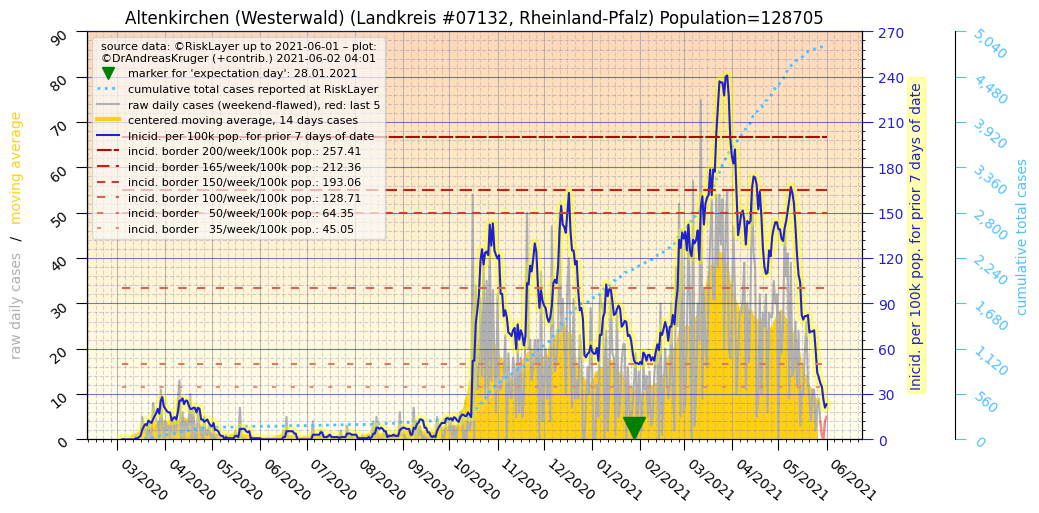 Altenkirchen (Westerwald) (Landkreis #07132, Rheinland-Pfalz) Population=128705
source data: ©RiskLayer up to 2021-06-01 – plot:
©DrAndreasKruger (+contrib.) 2021-06-02 04:01
marker for 'expectation day': 28.01.2021
cumulative total cases reported at RiskLayer
raw daily cases (weekend-flawed), red: last 5
centered moving average, 14 days cases
Inicid. per 100k pop. for prior 7 days of date
incid. border 200/week/100k pop.: 257.41
incid. border 165/week/100k pop.: 212.36
incid. border 150/week/100k pop.: 193.06
incid. border 100/week/100k pop.: 128.71
incid. border   50/week/100k pop.: 64.35
incid. border   35/week/100k pop.: 45.05
raw daily cases / moving average
90
80
70
60
50
40
30
20
10
0
03/2020
04/2020
05/2020
06/2020
07/2020
08/2020
09/2020
10/2020
11/2020
12/2020
01/2021
02/2021
03/2021
04/2021
05/2021
06/2021
270
240
210
180
150
120
90
60
30
0
Inicid. per 100k pop. for prior 7 days of date
5,040
4,480
3,920
3,360
2,800
2,240
1,680
1,120
560
0
cumulative total cases